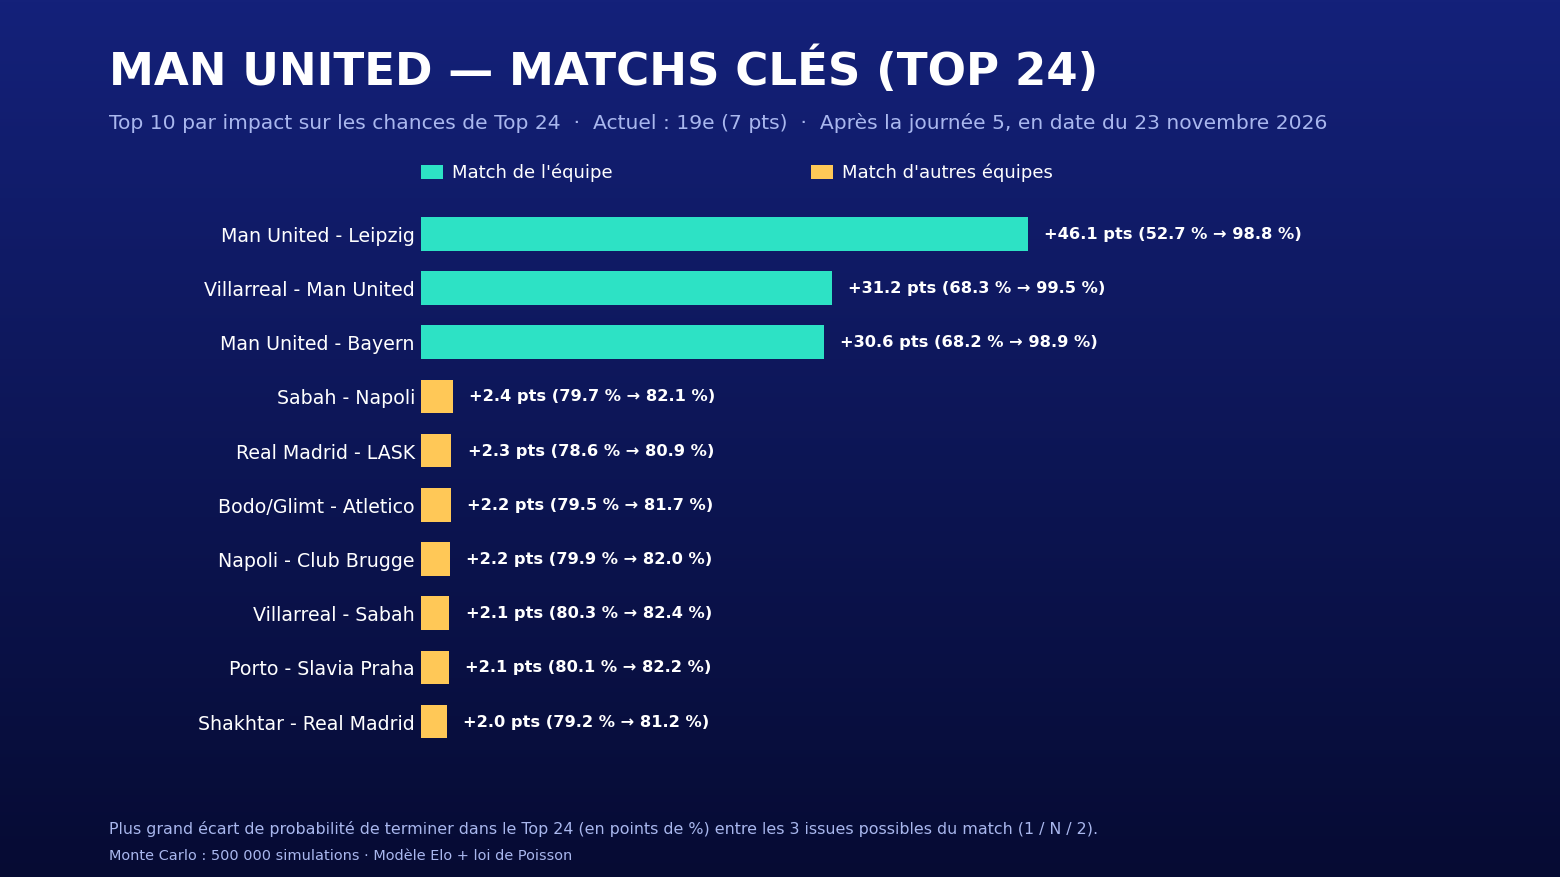 MAN UNITED — MATCHS CLÉS (TOP 24)
Top 10 par impact sur les chances de Top 24 · Actuel : 19e (7 pts) · Après la journée 5, en date du 23 novembre 2026
Match de l'équipe Match d'autres équipes
Man United - Leipzig +46.1 pts (52.7 % → 98.8 %)
Villarreal - Man United +31.2 pts (68.3 % → 99.5 %)
Man United - Bayern +30.6 pts (68.2 % → 98.9 %)
Sabah - Napoli +2.4 pts (79.7 % → 82.1 %)
Real Madrid - LASK +2.3 pts (78.6 % → 80.9 %)
Bodo/Glimt - Atletico +2.2 pts (79.5 % → 81.7 %)
Napoli - Club Brugge +2.2 pts (79.9 % → 82.0 %)
Villarreal - Sabah +2.1 pts (80.3 % → 82.4 %)
Porto - Slavia Praha +2.1 pts (80.1 % → 82.2 %)
Shakhtar - Real Madrid +2.0 pts (79.2 % → 81.2 %)
Plus grand écart de probabilité de terminer dans le Top 24 (en points de %) entre les 3 issues possibles du match (1 / N / 2).
Monte Carlo : 500 000 simulations · Modèle Elo + loi de Poisson